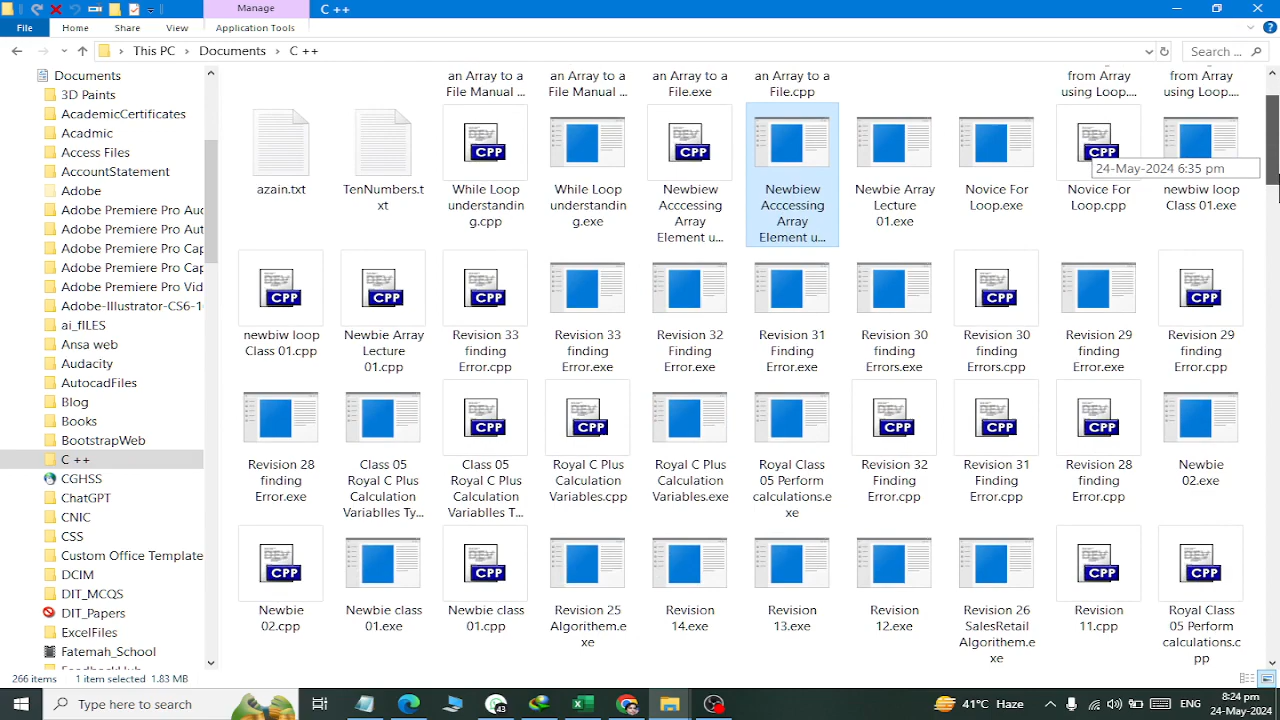 Manage
C ++
File
Home
Share
View
Application Tools
This PC
Documents
C ++
Search ...
Documents
3D Paints
AcademicCertificates
Acadmic
Access Files
AccountStatement
Adobe
Adobe Premiere Pro Auc
Adobe Premiere Pro Aut
Adobe Premiere Pro Cap
Adobe Premiere Pro Cap
Adobe Premiere Pro Vid
Adobe-Illustrator-CS6-1
ai_fILES
Ansa web
Audacity
AutocadFiles
Blog
Books
BootstrapWeb
C ++
CGHSS
ChatGPT
CNIC
CSS
Custom Office Template
DCIM
DIT_MCQS
DIT_Papers
ExcelFiles
Fatemah_School
an Array to a
File Manual ...
an Array to a
File Manual ...
an Array to a
File.exe
an Array to a
File.cpp
from Array
using Loop....
from Array
using Loop....
azain.txt
TenNumbers.t
xt
While Loop
understandin
g.cpp
While Loop
understandin
g.exe
Newbiew
Acccessing
Array
Element u...
Newbiew
Acccessing
Array
Element u...
Newbie Array
Lecture
01.exe
Novice For
Loop.exe
Novice For
Loop.cpp
newbiw loop
Class 01.exe
24-May-2024 6:35 pm
newbiw loop
Class 01.cpp
Newbie Array
Lecture
01.cpp
Revision 33
finding
Error.cpp
Revision 33
finding
Error.exe
Revision 32
Finding
Error.exe
Revision 31
Finding
Error.exe
Revision 30
finding
Errors.exe
Revision 30
finding
Errors.cpp
Revision 29
finding
Error.exe
Revision 29
finding
Error.cpp
Revision 28
finding
Error.exe
Class 05
Royal C Plus
Calculation
Variablles Ty...
Class 05
Royal C Plus
Calculation
Variablles T...
Royal C Plus
Calculation
Variables.cpp
Royal C Plus
Calculation
Variables.exe
Royal Class
05 Perform
calculations.e
xe
Revision 32
Finding
Error.cpp
Revision 31
Finding
Error.cpp
Revision 28
finding
Error.cpp
Newbie
02.exe
Newbie
02.cpp
Newbie class
01.exe
Newbie class
01.cpp
Revision 25
Algorithm.e
xe
Revision
14.exe
Revision
13.exe
Revision
12.exe
Revision 26
SalesRetail
Algorithem.e
xe
Revision
11.cpp
Royal Class
05 Perform
calculations.c
pp
266 items
1 item selected 1.83 MB
Type here to search
43
41°C Haze
ENG
8:24 pm
24-May-2024